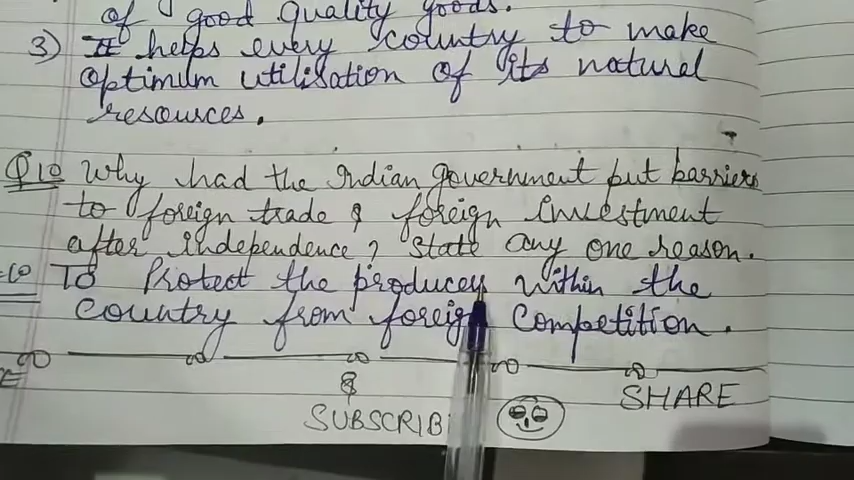 of good quality goods.
3) It helps every country to make
Optimum utilisation of its natural
resources.
Q10 Why had the Indian government put barriers
to foreign trade & foreign Investment
after independence? State any one reason.
To Protect the producers within the
Country from foreign Competition.
&
SUBSCRIB
SHARE